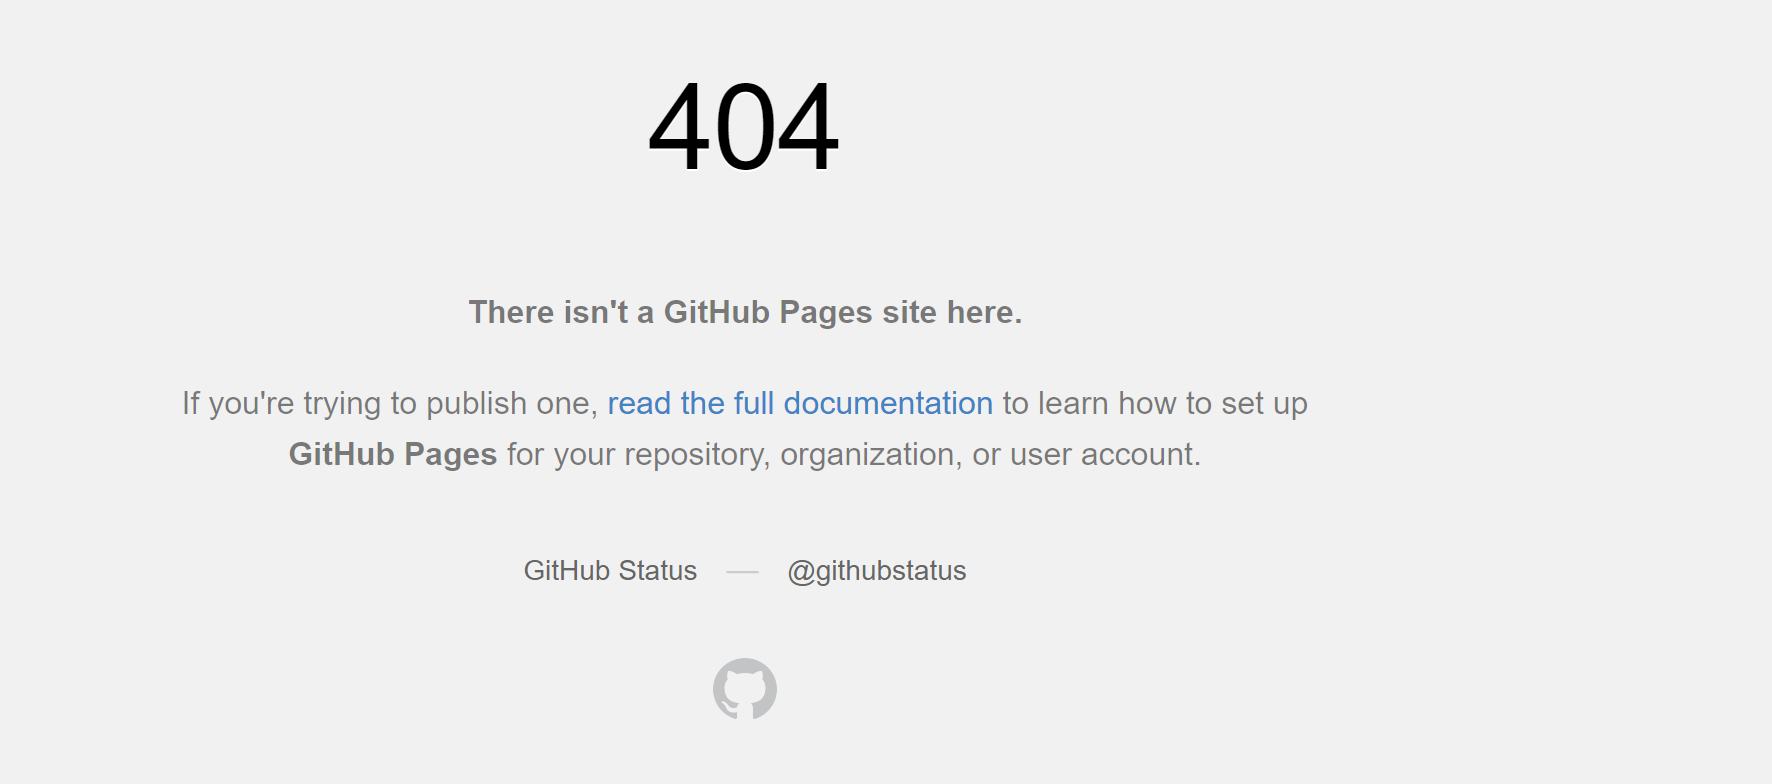 404
There isn't a GitHub Pages site here.
If you're trying to publish one, read the full documentation to learn how to set up
GitHub Pages for your repository, organization, or user account.
GitHub Status — @githubstatus